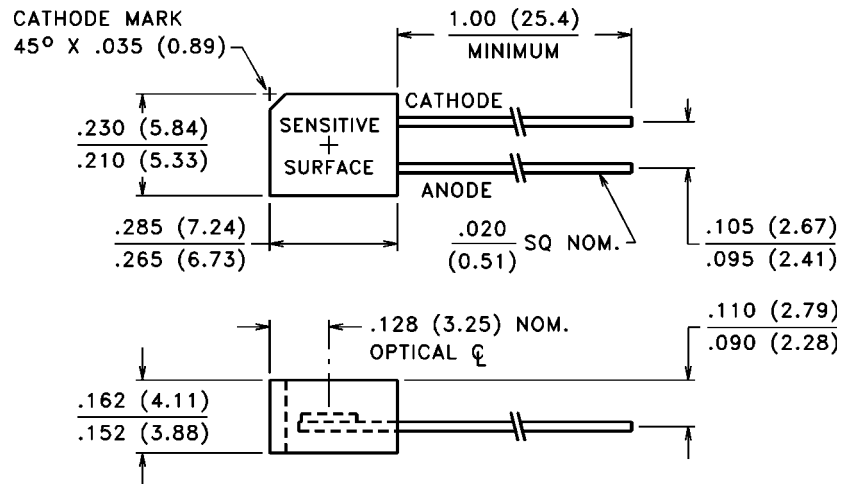 CATHODE MARK
45° X .035 (0.89)
1.00 (25.4)
MINIMUM
CATHODE
SENSITIVE
SURFACE
.230 (5.84)
.210 (5.33)
ANODE
.285 (7.24)
.265 (6.73)
.020
(0.51)
SQ NOM.
.105 (2.67)
.095 (2.41)
.110 (2.79)
.090 (2.28)
.128 (3.25) NOM.
OPTICAL ℄
.162 (4.11)
.152 (3.88)